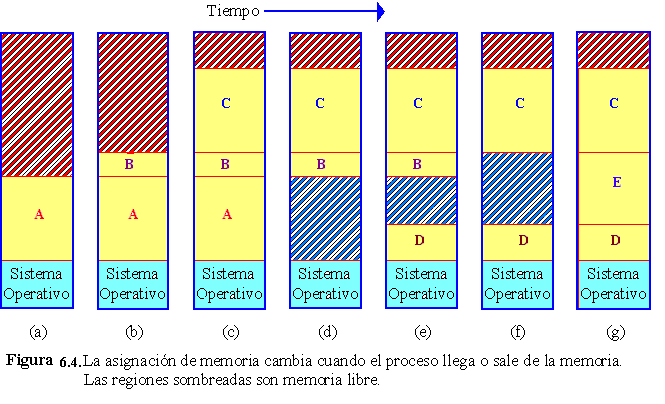 Tiempo
C C C C C
B B B B E
A A A D D D
Sistema Operativo Sistema Operativo Sistema Operativo Sistema Operativo Sistema Operativo Sistema Operativo Sistema Operativo
(a) (b) (c) (d) (e) (f) (g)
Figura 6.4. La asignación de memoria cambia cuando el proceso llega o sale de la memoria.
Las regiones sombreadas son memoria libre.